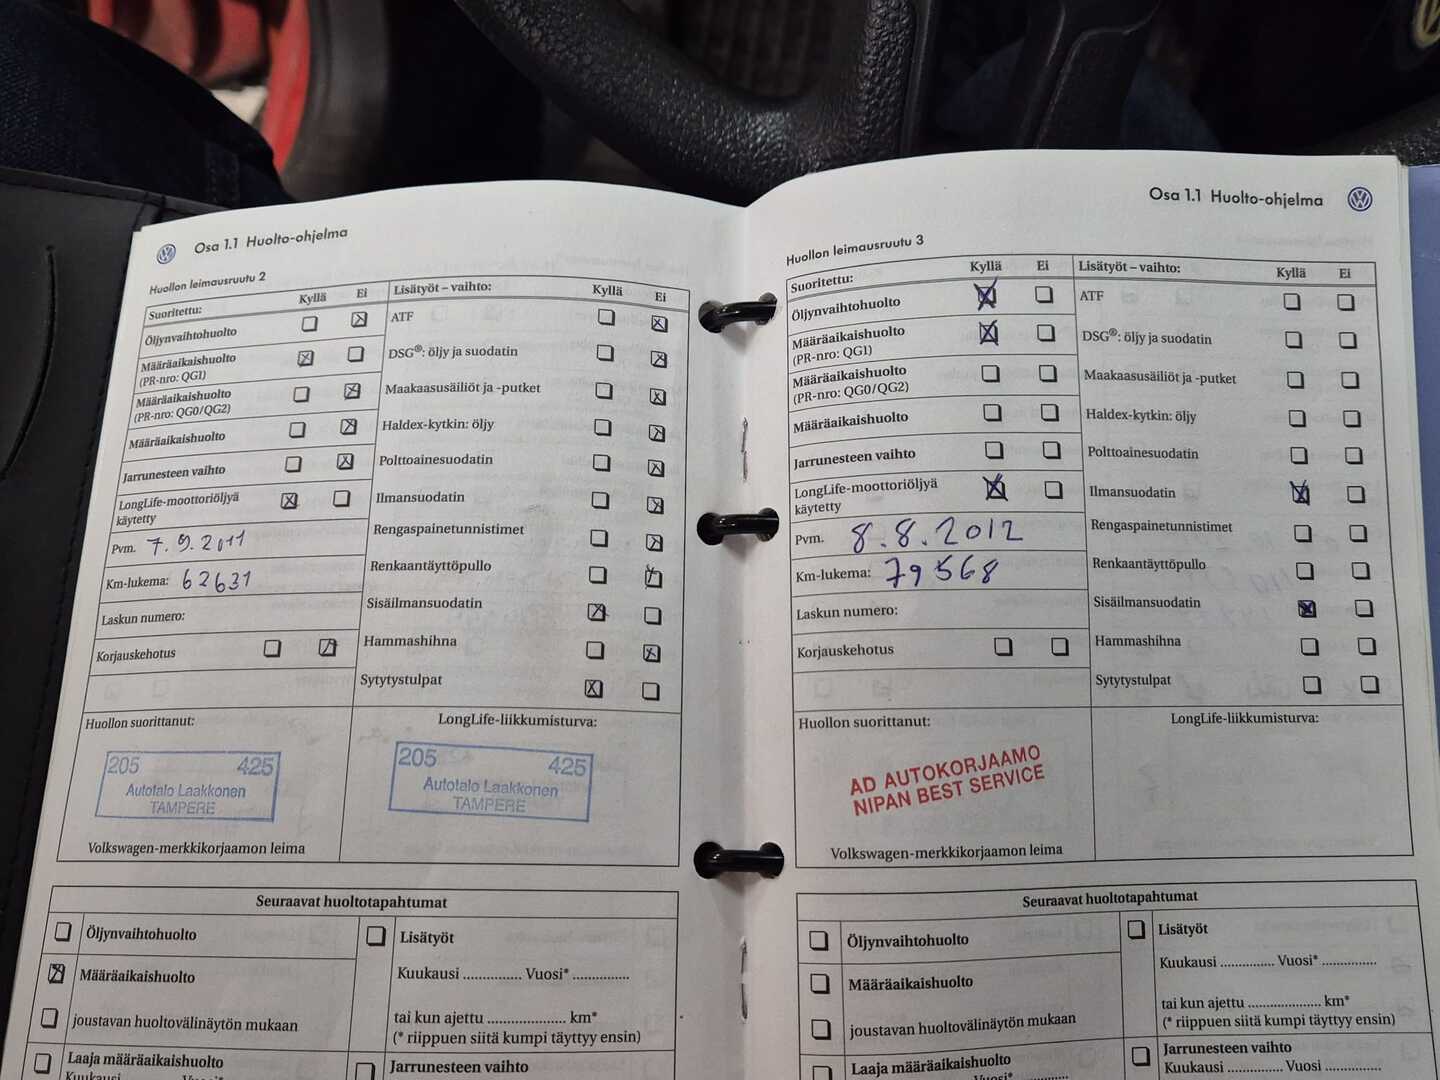 Osa 1.1 Huolto-ohjelma
Huollon leimausruutu 2
Suoritettu: Kyllä Ei
Öljynvaihtohuolto
Määräaikaishuolto
(PR-nro: QG1)
Määräaikaishuolto
(PR-nro: QG0/QG2)
Määräaikaishuolto
Jarrunesteen vaihto
LongLife-moottoriöljyä
käytetty
Pvm. 7.9.2011
Km-lukema: 62631
Laskun numero:
Korjauskehotus
Lisätyöt – vaihto: Kyllä Ei
ATF
DSG®: öljy ja suodatin
Maakaasusäiliöt ja -putket
Haldex-kytkin: öljy
Polttoainesuodatin
Ilmansuodatin
Rengaspainetunnistimet
Renkaantäyttöpullo
Sisäilmansuodatin
Hammashihna
Sytytystulpat
Huollon suorittanut:
205 425
Autotalo Laakkonen
TAMPERE
Volkswagen-merkkikorjaamon leima
LongLife-liikkumisturva:
205 425
Autotalo Laakkonen
TAMPERE
Seuraavat huoltotapahtumat
Öljynvaihtohuolto
Määräaikaishuolto
joustavan huoltovälinäytön mukaan
Laaja määräaikaishuolto
Kuukausi .............. Vuosi*
Lisätyöt
Kuukausi .............. Vuosi* ..............
tai kun ajettu .................... km*
(* riippuen siitä kumpi täyttyy ensin)
Jarrunesteen vaihto
Osa 1.1 Huolto-ohjelma
Huollon leimausruutu 3
Suoritettu: Kyllä Ei
Öljynvaihtohuolto
Määräaikaishuolto
(PR-nro: QG1)
Määräaikaishuolto
(PR-nro: QG0/QG2)
Määräaikaishuolto
Jarrunesteen vaihto
LongLife-moottoriöljyä
käytetty
Pvm. 8.8.2012
Km-lukema: 79568
Laskun numero:
Korjauskehotus
Lisätyöt – vaihto: Kyllä Ei
ATF
DSG®: öljy ja suodatin
Maakaasusäiliöt ja -putket
Haldex-kytkin: öljy
Polttoainesuodatin
Ilmansuodatin
Rengaspainetunnistimet
Renkaantäyttöpullo
Sisäilmansuodatin
Hammashihna
Sytytystulpat
Huollon suorittanut:
AD AUTOKORJAAMO
NIPAN BEST SERVICE
Volkswagen-merkkikorjaamon leima
LongLife-liikkumisturva:
Seuraavat huoltotapahtumat
Öljynvaihtohuolto
Määräaikaishuolto
joustavan huoltovälinäytön mukaan
Laaja määräaikaishuolto
Kuukausi .............. Vuosi*
Lisätyöt
Kuukausi .............. Vuosi* ..............
tai kun ajettu .................... km*
(* riippuen siitä kumpi täyttyy ensin)
Jarrunesteen vaihto
Kuukausi .............. Vuosi* ..............